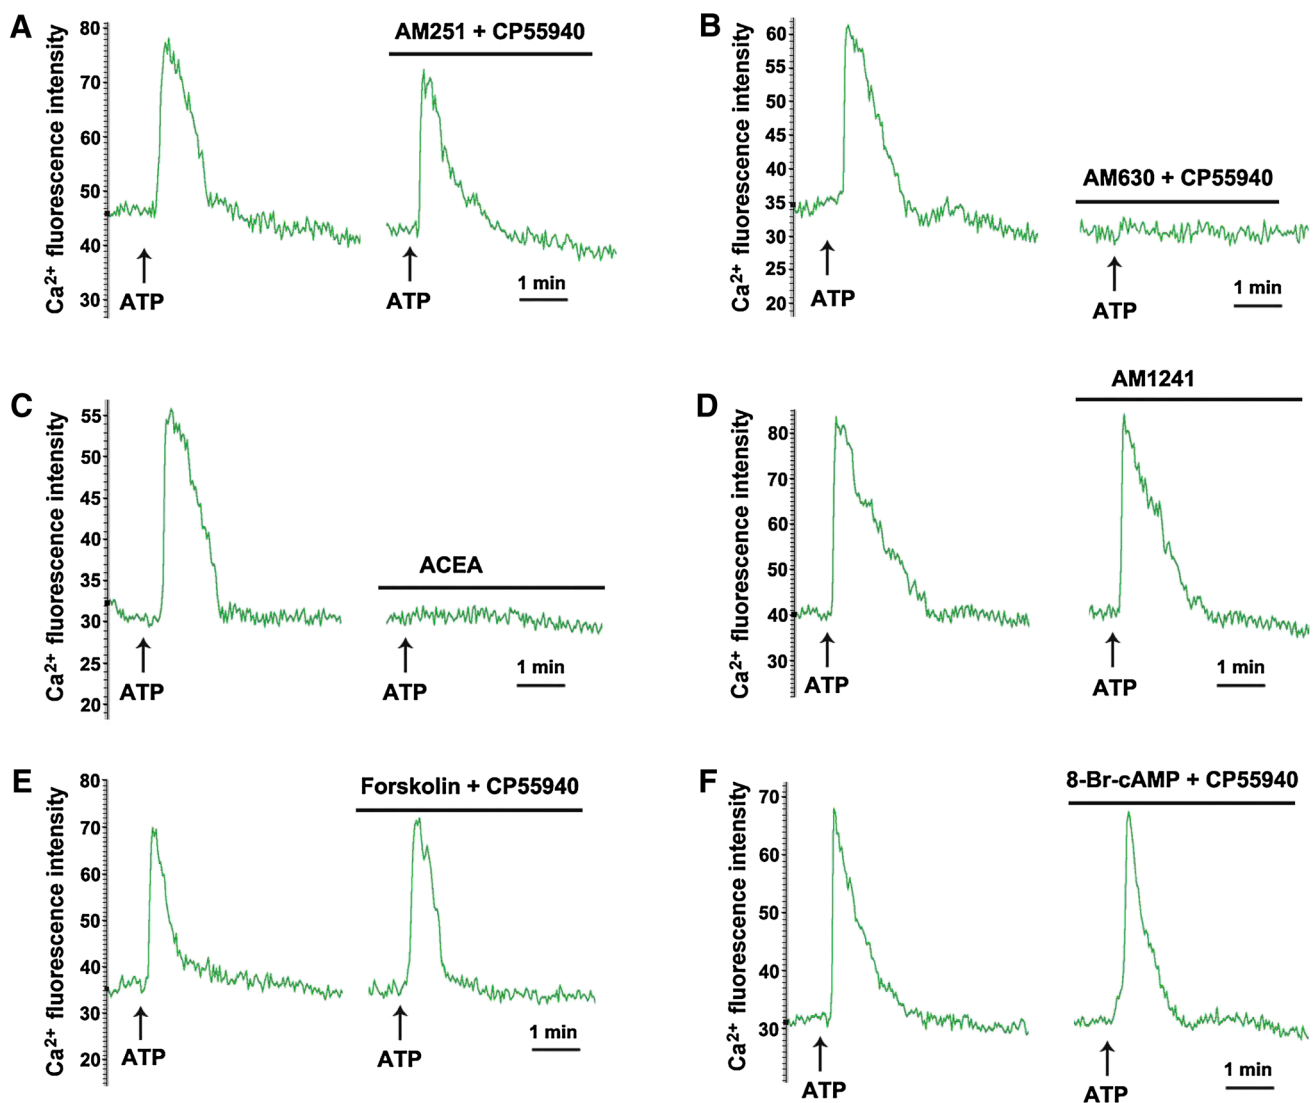 A
Ca2+ fluorescence intensity
80
70
60
50
40
30
AM251 + CP55940
ATP
ATP
1 min
B
Ca2+ fluorescence intensity
60
55
50
45
40
35
30
25
20
AM630 + CP55940
ATP
ATP
1 min
C
Ca2+ fluorescence intensity
55
50
45
40
35
30
25
20
ACEA
ATP
ATP
1 min
D
Ca2+ fluorescence intensity
80
70
60
50
40
30
AM1241
ATP
ATP
1 min
E
Ca2+ fluorescence intensity
80
70
60
50
40
30
20
Forskolin + CP55940
ATP
ATP
1 min
F
Ca2+ fluorescence intensity
70
60
50
40
30
8-Br-cAMP + CP55940
ATP
ATP
1 min